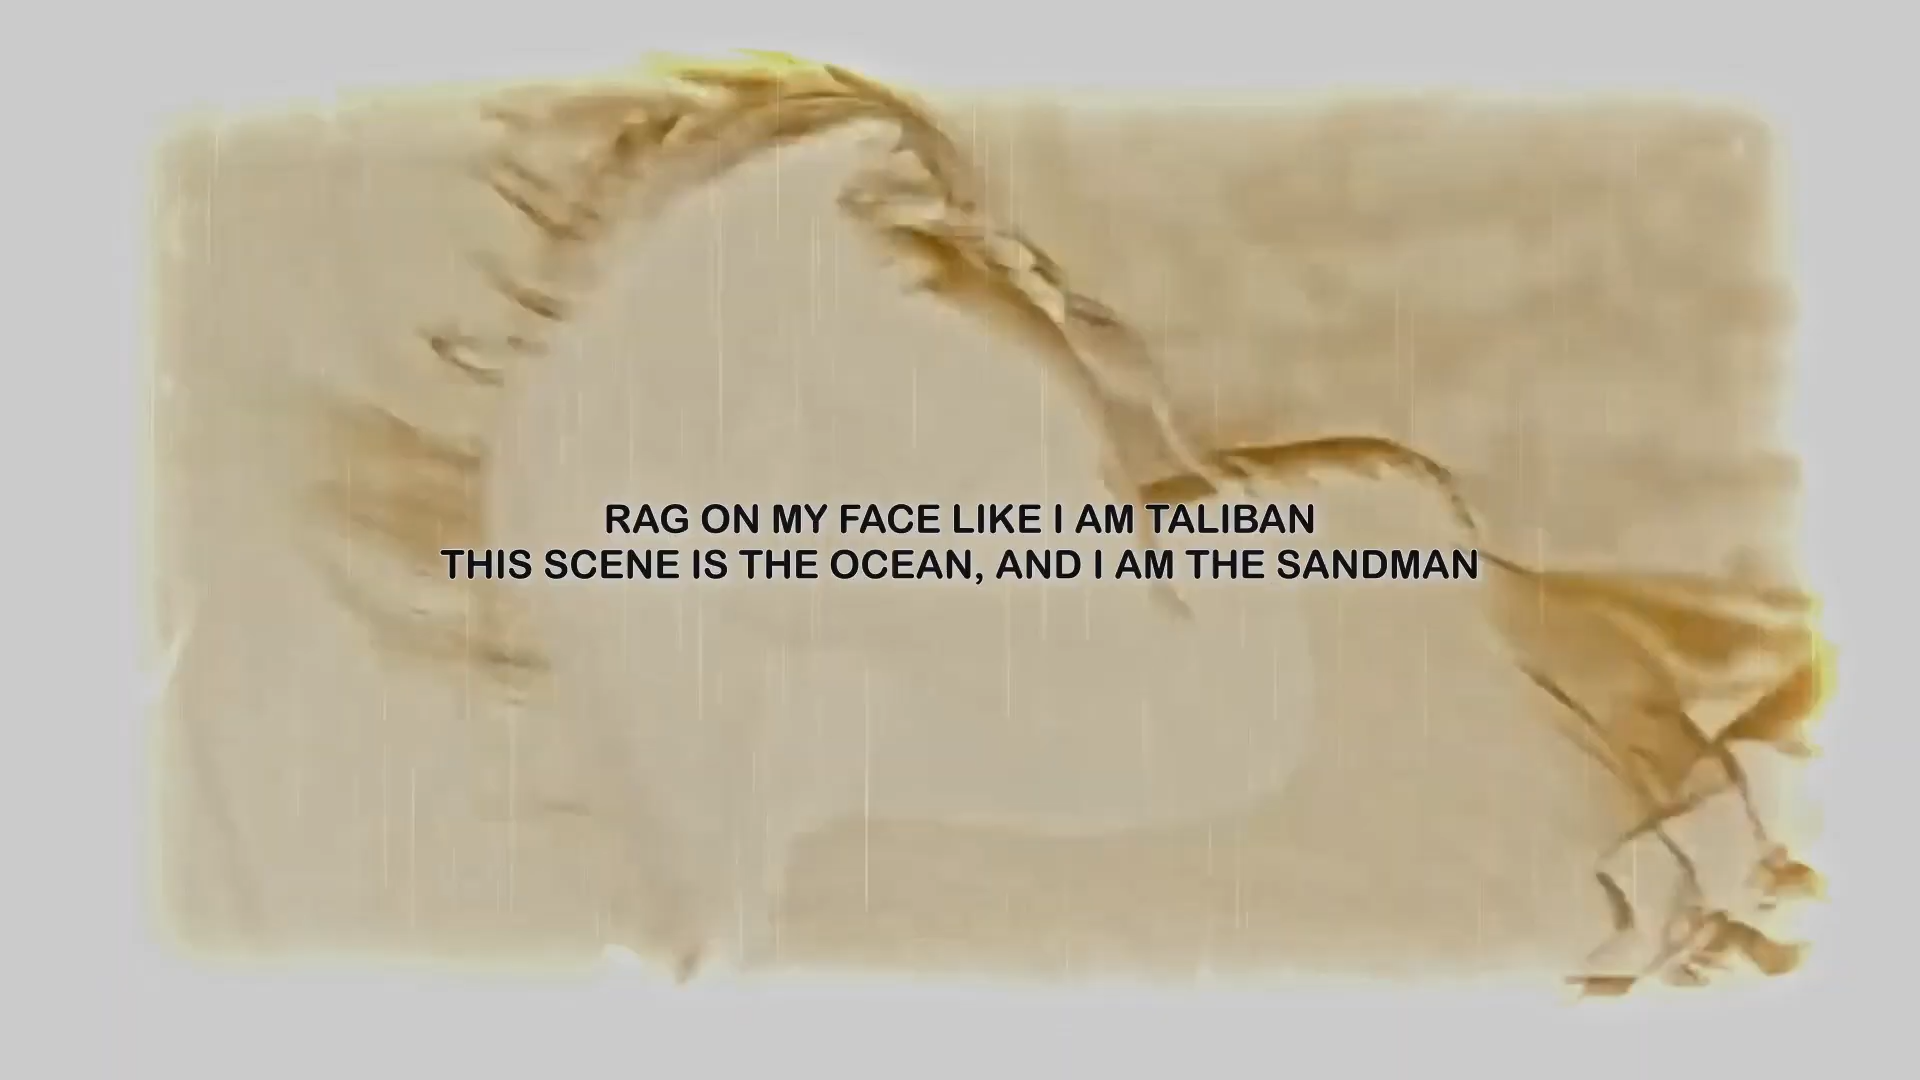 RAG ON MY FACE LIKE I AM TALIBAN
THIS SCENE IS THE OCEAN, AND I AM THE SANDMAN